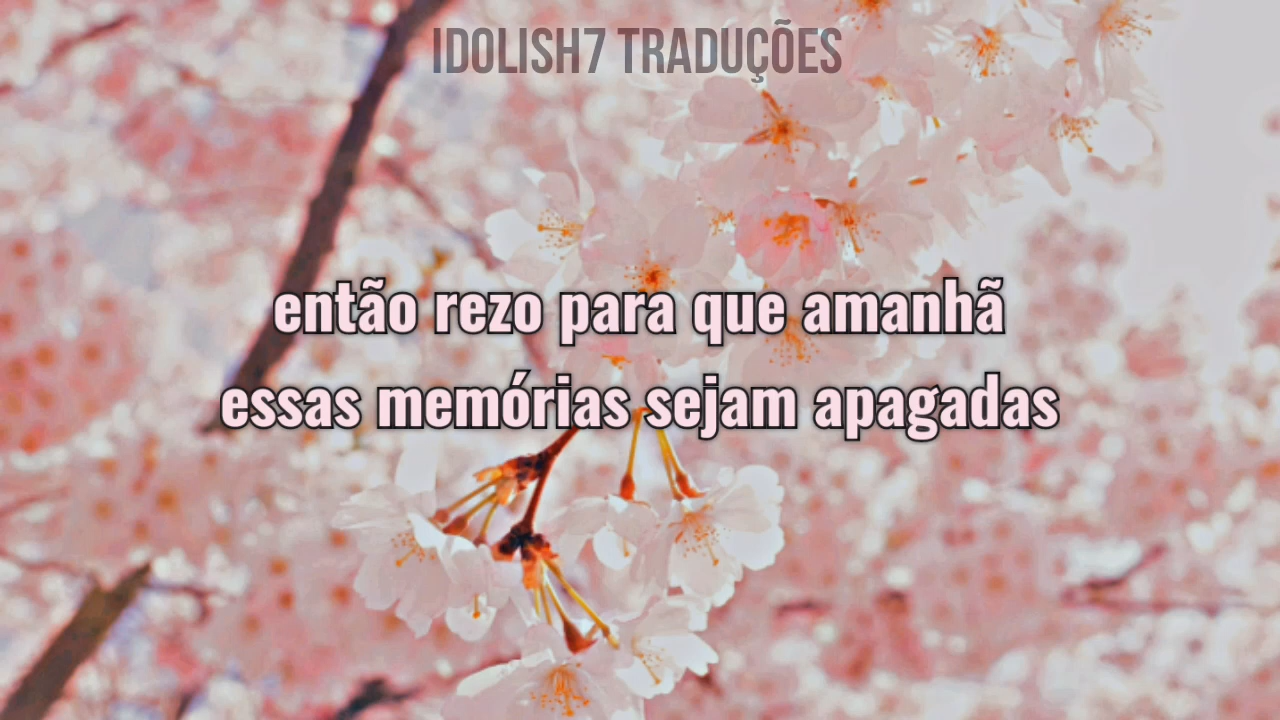 IDOLISH7 TRADUÇÕES
então rezo para que amanhã
essas memórias sejam apagadas